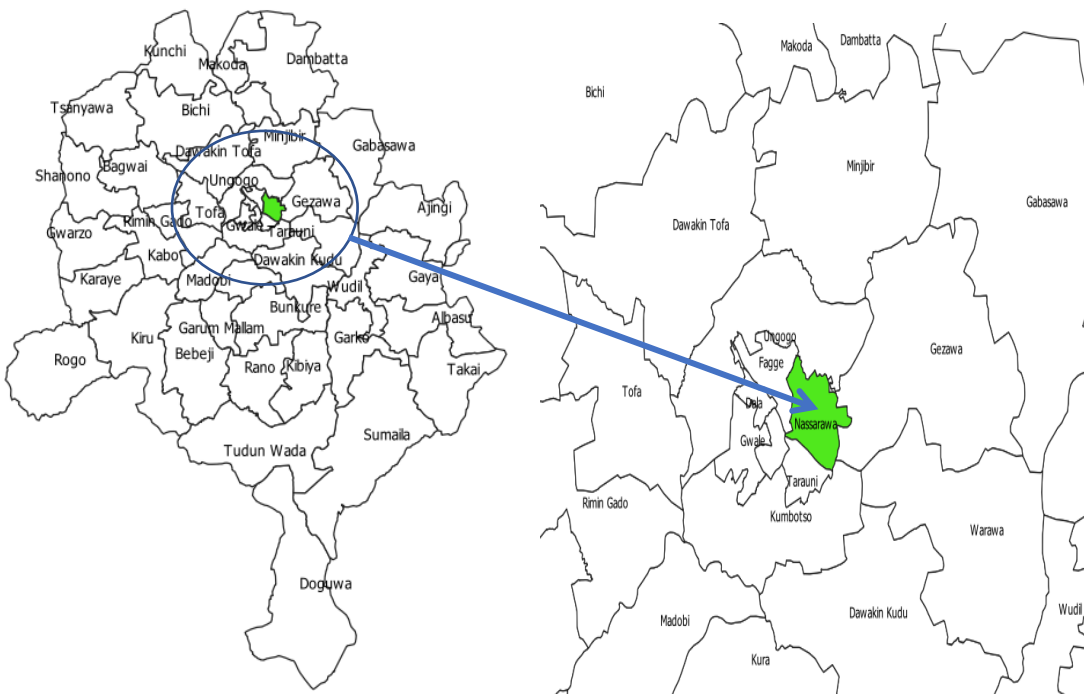 Kunchi
Makoda
Dambatta
Tsanyawa
Bichi
Minjibir
Dawakin Tofa
Gabasawa
Bagwai
Shanono
Ungogo
Gezawa
Ajingi
Tofa
Rimin Gado
Gwale
Tarauni
Gwarzo
Kabo
Dawakin Kudu
Karaye
Madobi
Wudil
Gaya
Bunkure
Albasu
Garum Mallam
Kiru
Garko
Bebeji
Rogo
Rano
Kibiya
Takai
Sumaila
Tudun Wada
Doguwa
Makoda
Dambatta
Bichi
Minjibir
Gabasawa
Dawakin Tofa
Ungogo
Gezawa
Fagge
Tofa
Dala
Nassarawa
Gwale
Tarauni
Rimin Gado
Kumbotso
Warawa
Dawakin Kudu
Wudil
Madobi
Kura